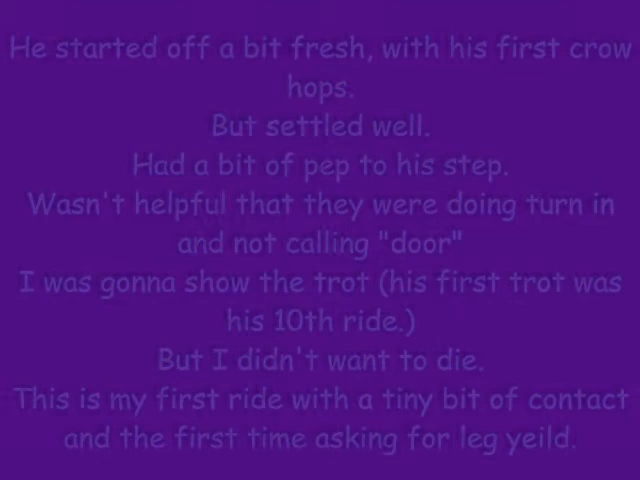 He started off a bit fresh, with his first crow
hops.
But settled well.
Had a bit of pep to his step.
Wasn't helpful that they were doing turn in
and not calling "door"
I was gonna show the trot (his first trot was
his 10th ride.)
But I didn't want to die.
This is my first ride with a tiny bit of contact
and the first time asking for leg yeild.